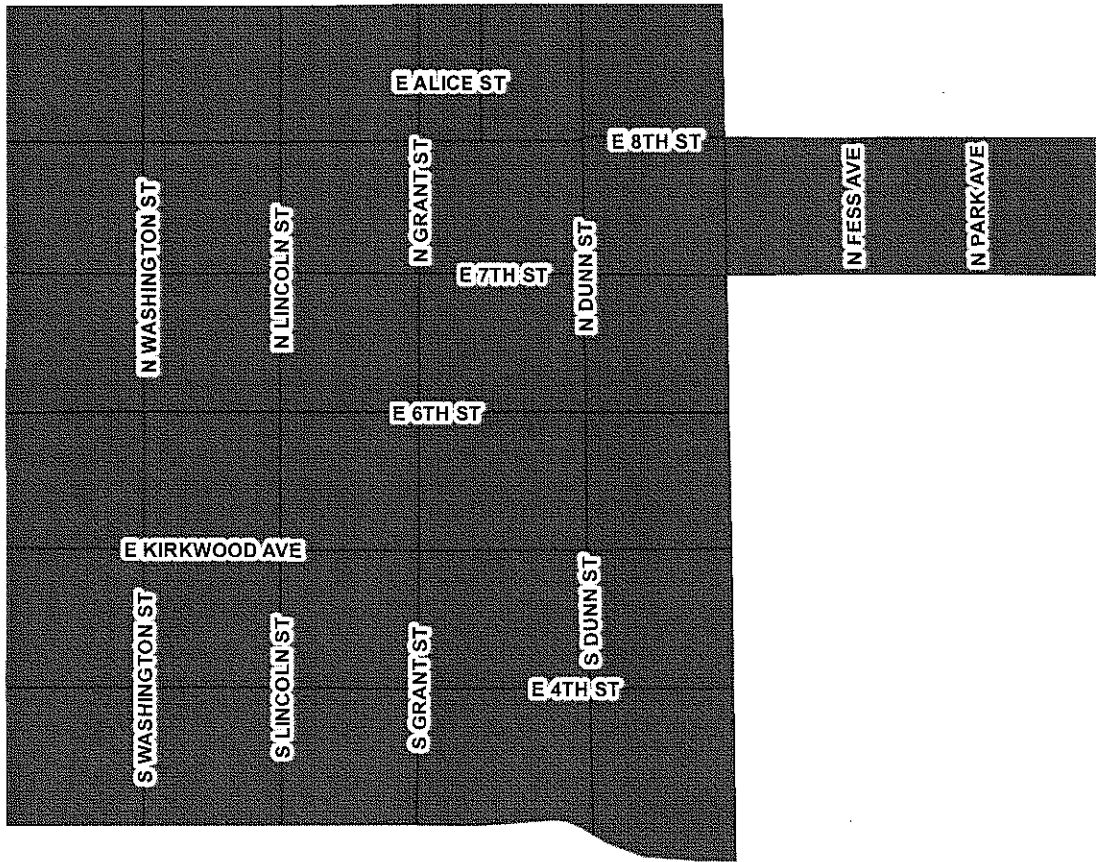 E ALICE ST
E 8TH ST
N GRANT ST
N FESS AVE
N PARK AVE
N WASHINGTON ST
N LINCOLN ST
E 7TH ST
N DUNN ST
E 6TH ST
E KIRKWOOD AVE
S DUNN ST
S WASHINGTON ST
S LINCOLN ST
S GRANT ST
E 4TH ST